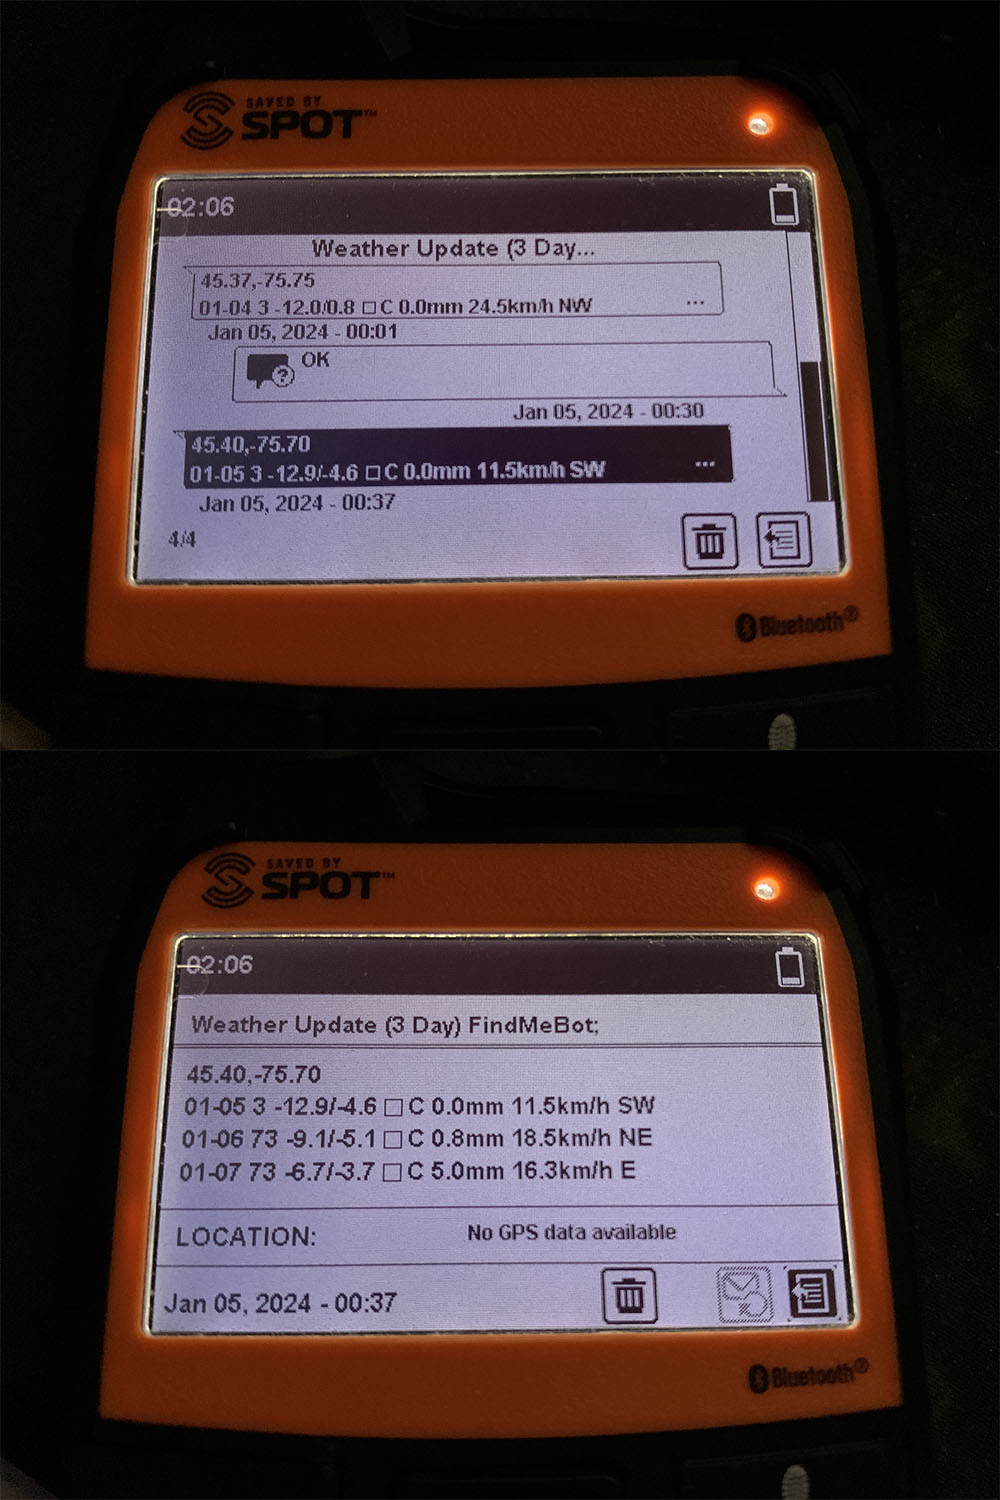 SAVED BY
SPOT™
02:06
Weather Update (3 Day...
45.37,-75.75
01-04 3 -12.0/0.8 □ C 0.0mm 24.5km/h NW ...
Jan 05, 2024 - 00:01
OK
Jan 05, 2024 - 00:30
45.40,-75.70
01-05 3 -12.9/-4.6 □ C 0.0mm 11.5km/h SW ...
Jan 05, 2024 - 00:37
4/4
Bluetooth®
SAVED BY
SPOT™
02:06
Weather Update (3 Day) FindMeBot;
45.40,-75.70
01-05 3 -12.9/-4.6 □ C 0.0mm 11.5km/h SW
01-06 73 -9.1/-5.1 □ C 0.8mm 18.5km/h NE
01-07 73 -6.7/-3.7 □ C 5.0mm 16.3km/h E
LOCATION: No GPS data available
Jan 05, 2024 - 00:37
Bluetooth®